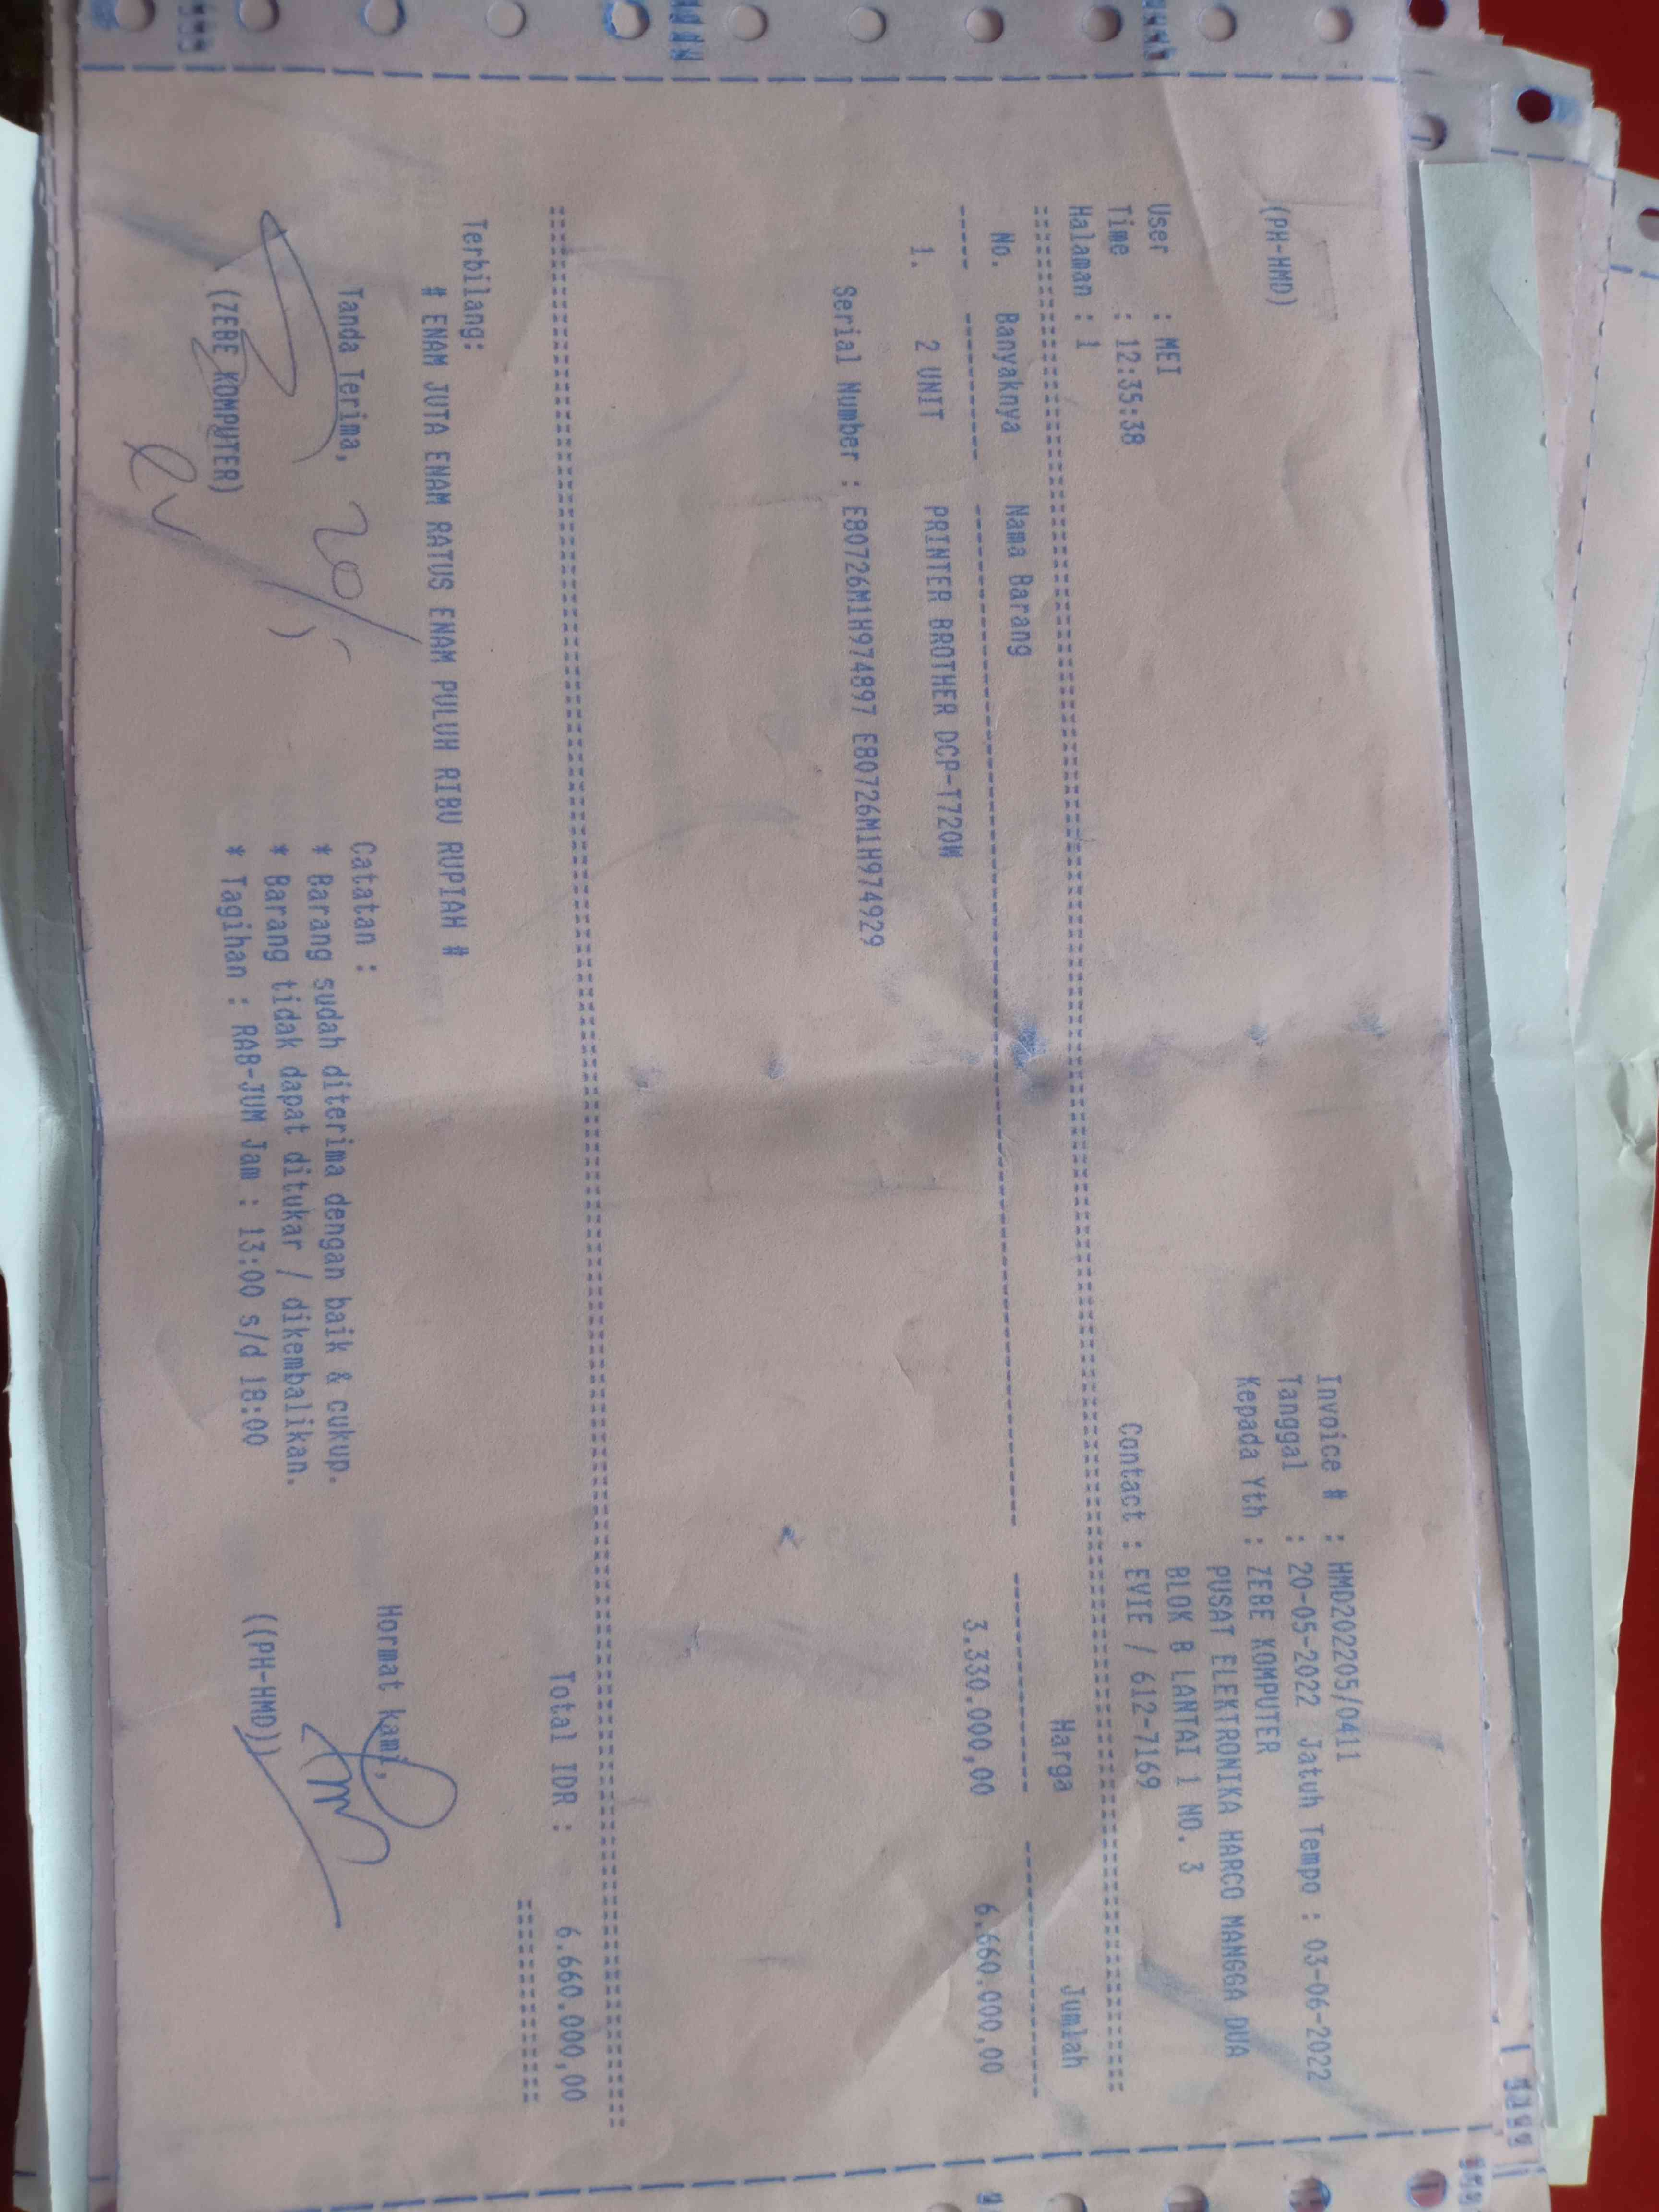 (PH-HMD)
Invoice # : HMD202205/0411
Tanggal : 20-05-2022 Jatuh Tempo : 03-06-2022
Kepada Yth : ZEBE KOMPUTER
PUSAT ELEKTRONIKA HARCO MANGGA DUA
BLOK B LANTAI 1 NO. 3
Contact : EVIE / 612-7169
User : MEI
Time : 12:35:38
Halaman : 1
No. Banyaknya Nama Barang Harga Jumlah
1. 2 UNIT PRINTER BROTHER DCP-T720W 3.330.000,00 6.660.000,00
Serial Number : E80726M1H974897 E80726M1H974929
Total IDR : 6.660.000,00
Terbilang:
# ENAM JUTA ENAM RATUS ENAM PULUH RIBU RUPIAH #
Tanda Terima,
20/5
(ZEBE KOMPUTER)
Catatan :
* Barang sudah diterima dengan baik & cukup.
* Barang tidak dapat ditukar / dikembalikan.
* Tagihan : RAB-JUM Jam : 13:00 s/d 18:00
Hormat kami,
((PH-HMD))